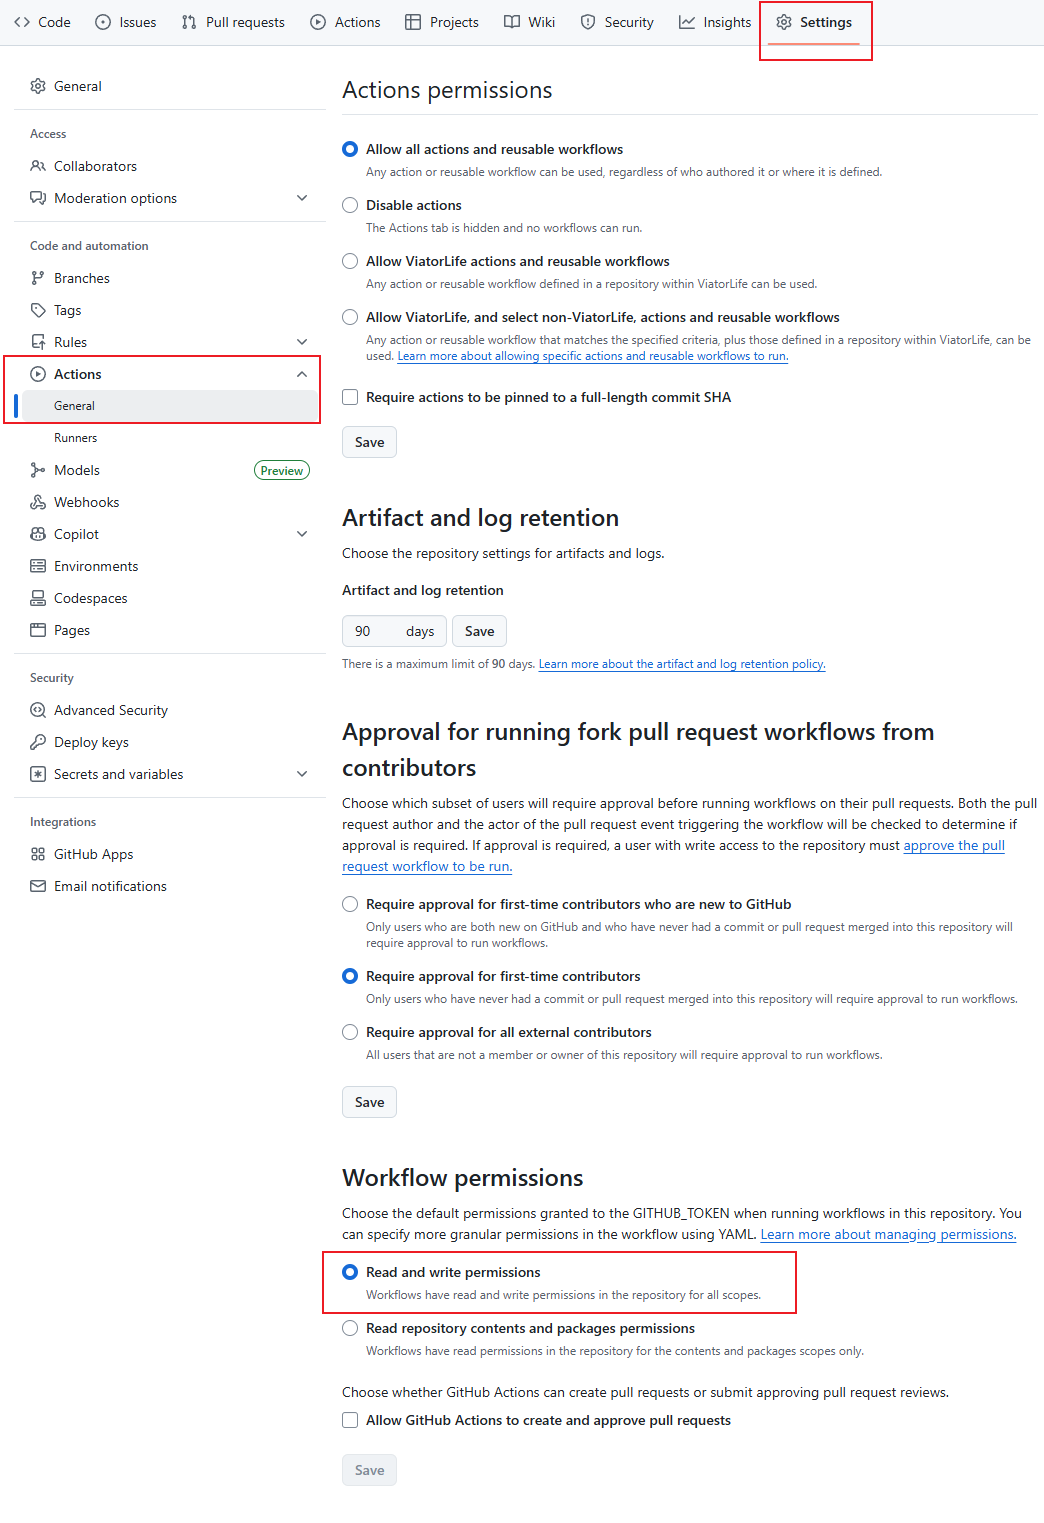 Code
Issues
Pull requests
Actions
Projects
Wiki
Security
Insights
Settings
General
Access
Collaborators
Moderation options
Code and automation
Branches
Tags
Rules
Actions
General
Runners
Models
Preview
Webhooks
Copilot
Environments
Codespaces
Pages
Security
Advanced Security
Deploy keys
Secrets and variables
Integrations
GitHub Apps
Email notifications
Actions permissions
Allow all actions and reusable workflows
Any action or reusable workflow can be used, regardless of who authored it or where it is defined.
Disable actions
The Actions tab is hidden and no workflows can run.
Allow ViatorLife actions and reusable workflows
Any action or reusable workflow defined in a repository within ViatorLife can be used.
Allow ViatorLife, and select non-ViatorLife, actions and reusable workflows
Any action or reusable workflow that matches the specified criteria, plus those defined in a repository within ViatorLife, can be
used. Learn more about allowing specific actions and reusable workflows to run.
Require actions to be pinned to a full-length commit SHA
Save
Artifact and log retention
Choose the repository settings for artifacts and logs.
Artifact and log retention
90 days
Save
There is a maximum limit of 90 days. Learn more about the artifact and log retention policy.
Approval for running fork pull request workflows from
contributors
Choose which subset of users will require approval before running workflows on their pull requests. Both the pull
request author and the actor of the pull request event triggering the workflow will be checked to determine if
approval is required. If approval is required, a user with write access to the repository must approve the pull
request workflow to be run.
Require approval for first-time contributors who are new to GitHub
Only users who are both new on GitHub and who have never had a commit or pull request merged into this repository will
require approval to run workflows.
Require approval for first-time contributors
Only users who have never had a commit or pull request merged into this repository will require approval to run workflows.
Require approval for all external contributors
All users that are not a member or owner of this repository will require approval to run workflows.
Save
Workflow permissions
Choose the default permissions granted to the GITHUB_TOKEN when running workflows in this repository. You
can specify more granular permissions in the workflow using YAML. Learn more about managing permissions.
Read and write permissions
Workflows have read and write permissions in the repository for all scopes.
Read repository contents and packages permissions
Workflows have read permissions in the repository for the contents and packages scopes only.
Choose whether GitHub Actions can create pull requests or submit approving pull request reviews.
Allow GitHub Actions to create and approve pull requests
Save